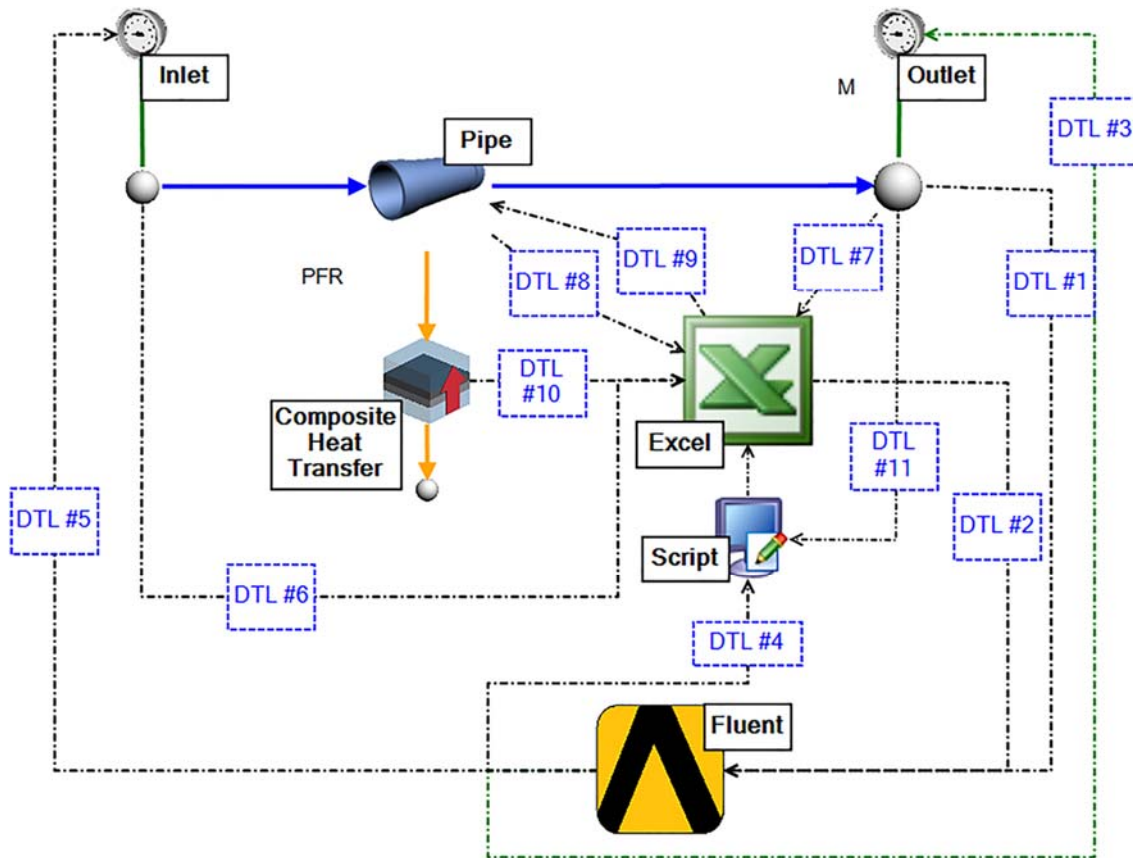 Inlet
Outlet
M
DTL #3
Pipe
DTL #8
DTL #9
DTL #7
DTL #1
PFR
DTL
#10
Composite
Heat
Transfer
Excel
DTL
#11
DTL #5
DTL #2
Script
DTL #6
DTL #4
Fluent